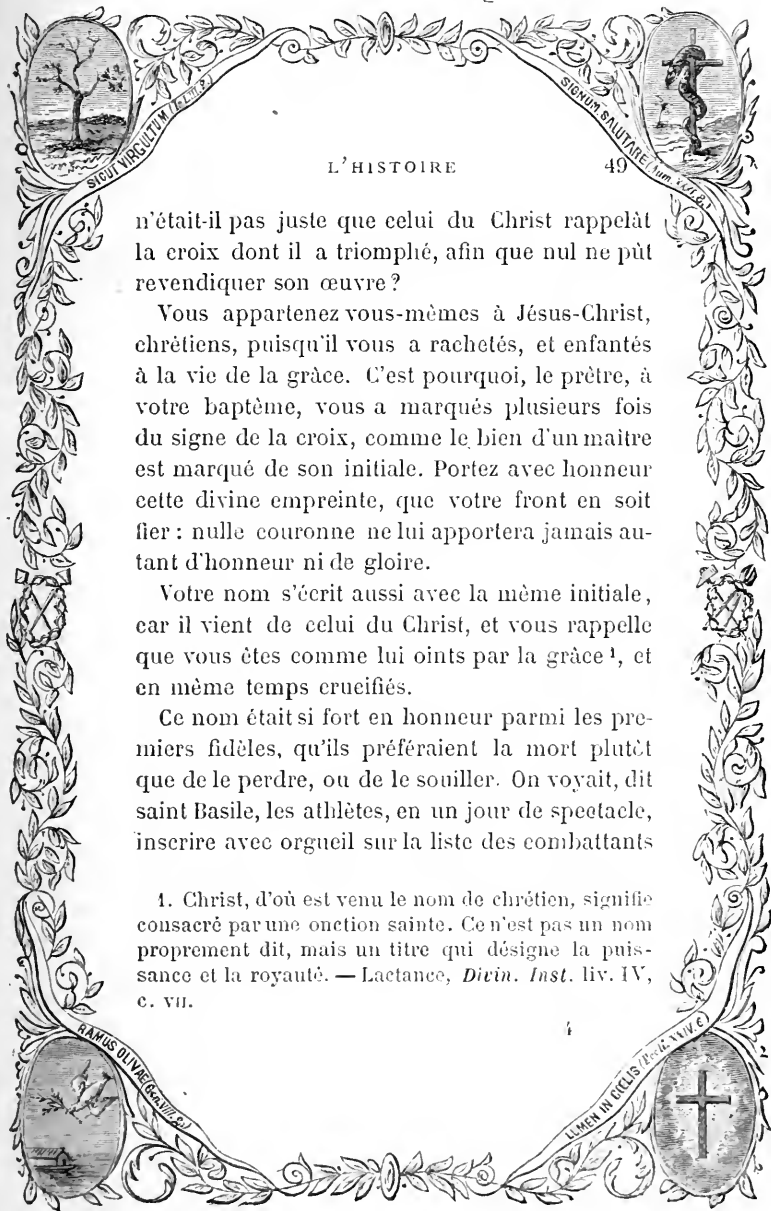 SICUT VIRGULTUM
SIGNUM SALUTARE
L'HISTOIRE 49
n'était-il pas juste que celui du Christ rappelât
la croix dont il a triomphé, afin que nul ne pût
revendiquer son œuvre ?
Vous appartenez vous-mêmes à Jésus-Christ,
chrétiens, puisqu'il vous a rachetés, et enfantés
à la vie de la grâce. C'est pourquoi, le prêtre, à
votre baptême, vous a marqués plusieurs fois
du signe de la croix, comme le bien d'un maître
est marqué de son initiale. Portez avec honneur
cette divine empreinte, que votre front en soit
fier : nulle couronne ne lui apportera jamais au-
tant d'honneur ni de gloire.
Votre nom s'écrit aussi avec la même initiale,
car il vient de celui du Christ, et vous rappelle
que vous êtes comme lui oints par la grâce ¹, et
en même temps crucifiés.
Ce nom était si fort en honneur parmi les pre-
miers fidèles, qu'ils préféraient la mort plutôt
que de le perdre, ou de le souiller. On voyait, dit
saint Basile, les athlètes, en un jour de spectacle,
inscrire avec orgueil sur la liste des combattants
1. Christ, d'où est venu le nom de chrétien, signifie
consacré par une onction sainte. Ce n'est pas un nom
proprement dit, mais un titre qui désigne la puis-
sance et la royauté. — Lactance, Divin. Inst. liv. IV,
c. VII.
4
RAMUS OLIVAE (Gen. VIII.
LUMEN IN CŒLIS (Eccli. XXIV. 6)